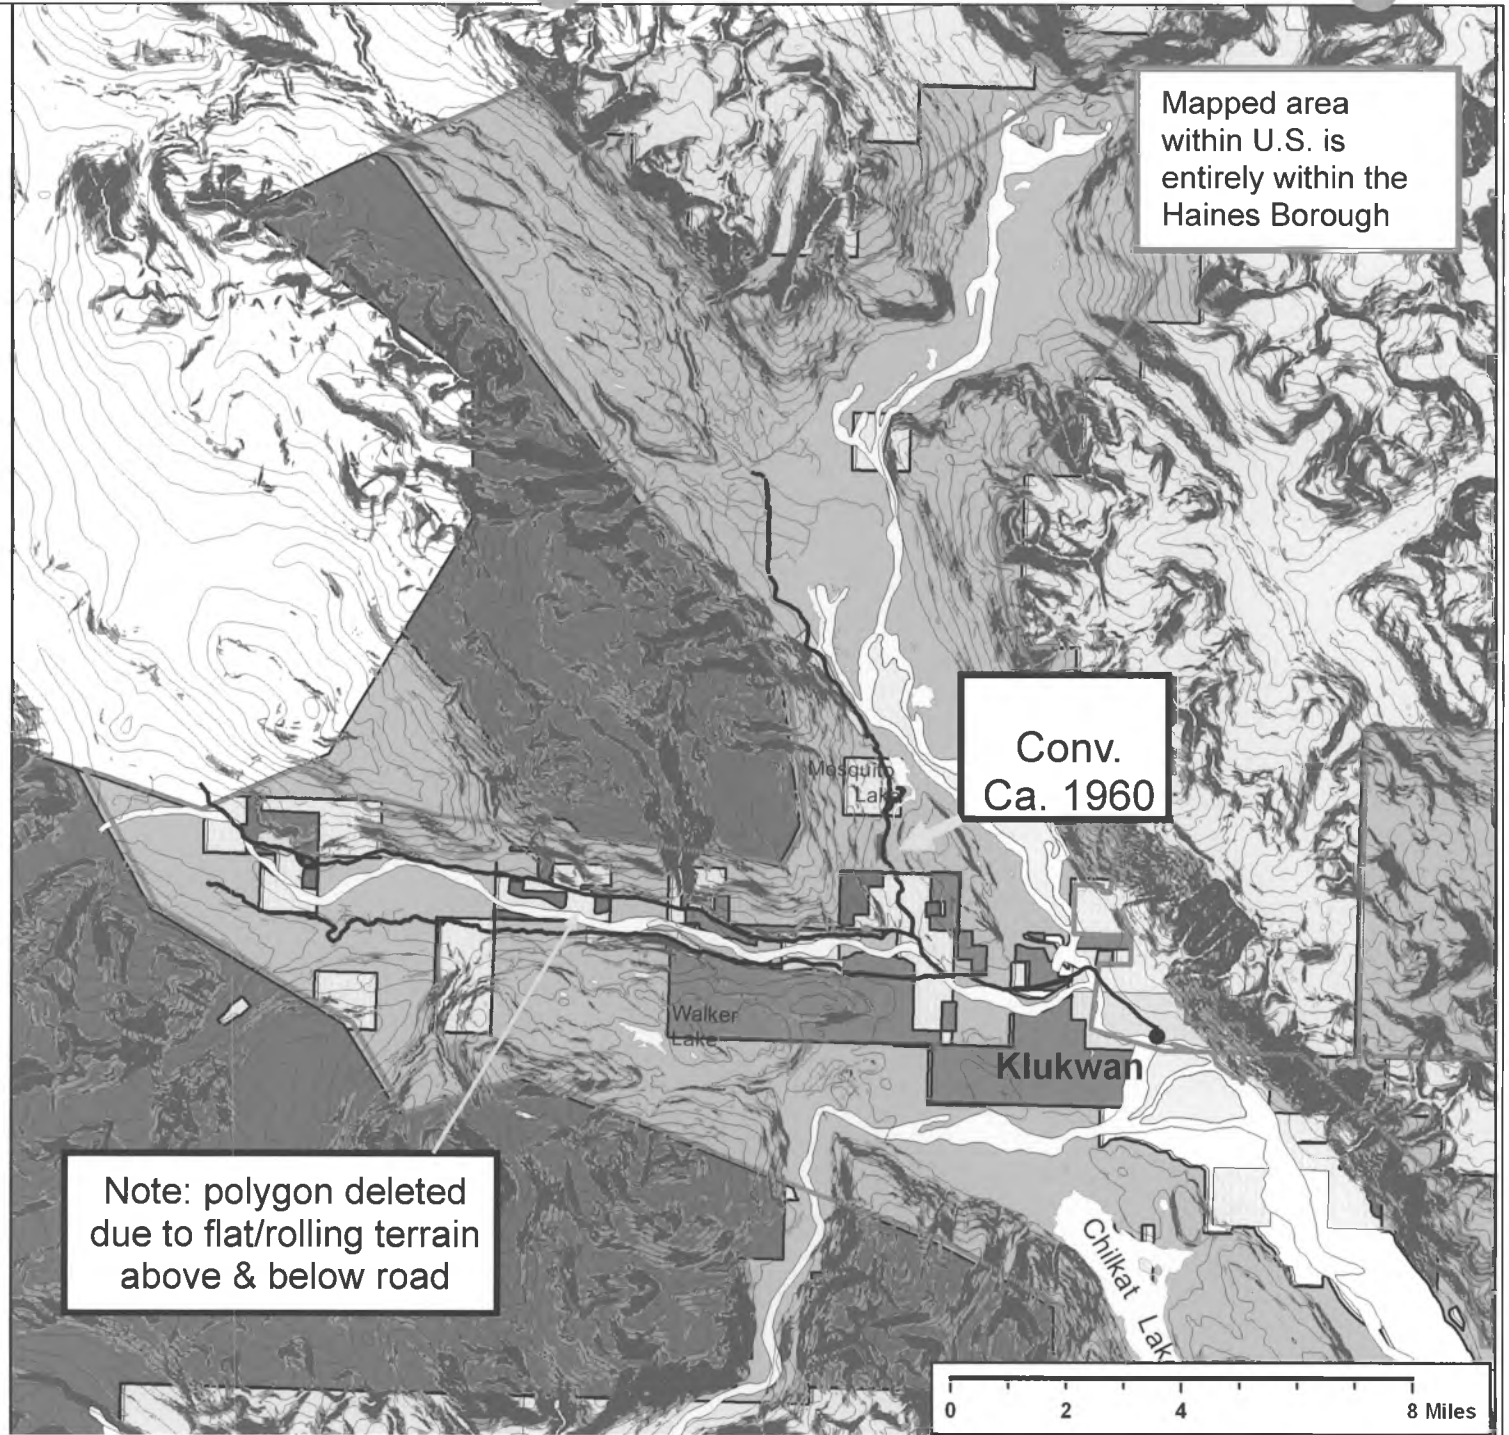 Mapped area
within U.S. is
entirely within the
Haines Borough
Conv.
Ca. 1960
Mosquito
Lake
Walker
Lake
Klukwan
Note: polygon deleted
due to flat/rolling terrain
above & below road
Chilkat Lake
0 2 4 8 Miles